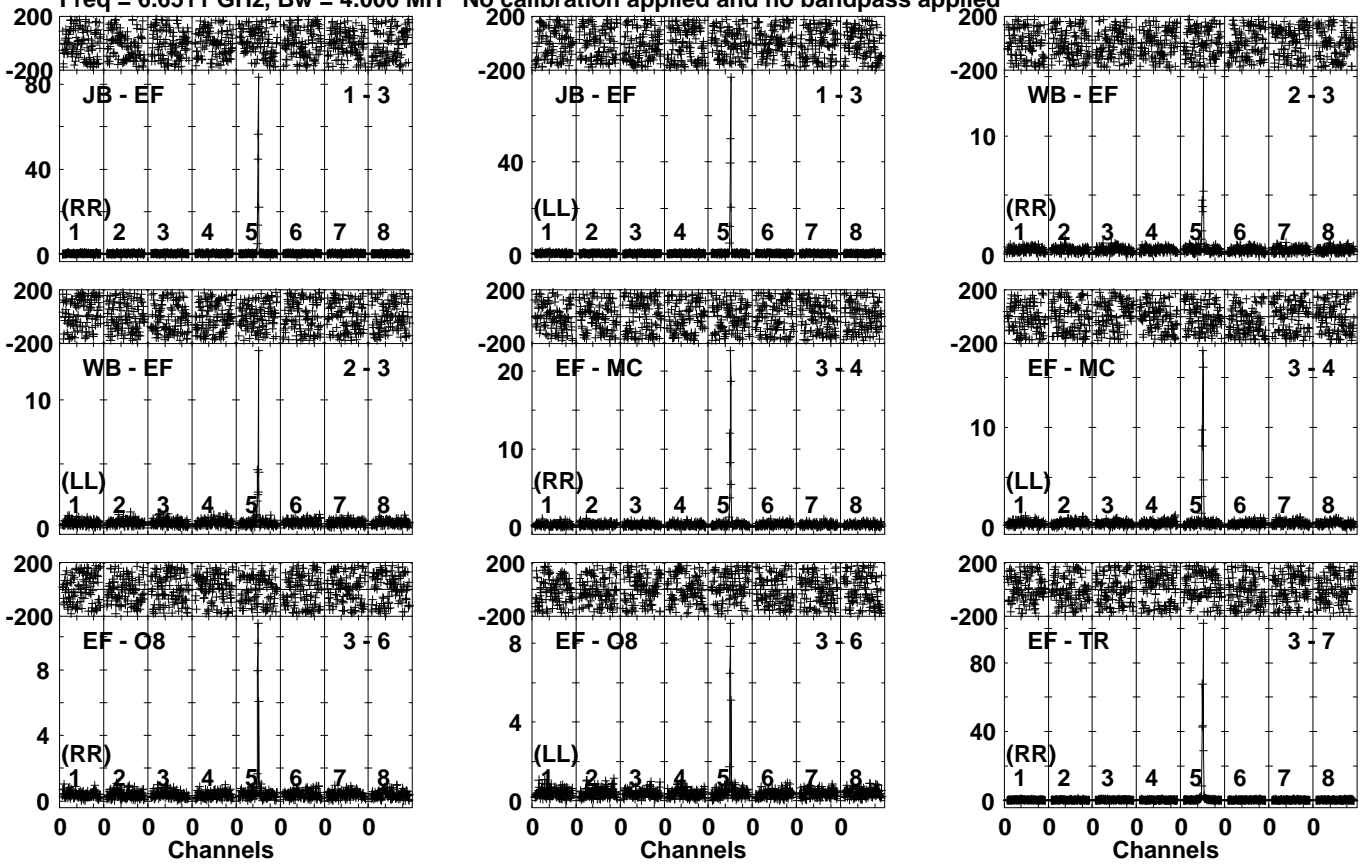 Freq = 6.6511 GHz, Bw = 4.000 MH No calibration applied and no bandpass applied
200 200 200
-200 -200 -200
80 JB - EF 1 - 3 JB - EF 1 - 3 WB - EF 2 - 3
10
40 40
(RR) (LL) (RR)
1 2 3 4 5 6 7 8 1 2 3 4 5 6 7 8 1 2 3 4 5 6 7 8
0 0 0
200 200 200
-200 -200 -200
WB - EF 2 - 3 EF - MC 3 - 4 EF - MC 3 - 4
20
10 10
10
(LL) (RR) (LL)
1 2 3 4 5 6 7 8 1 2 3 4 5 6 7 8 1 2 3 4 5 6 7 8
0 0 0
200 200 200
-200 -200 -200
EF - O8 3 - 6 EF - O8 3 - 6 EF - TR 3 - 7
8 8 80
4 4 40
(RR) (LL) (RR)
1 2 3 4 5 6 7 8 1 2 3 4 5 6 7 8 1 2 3 4 5 6 7 8
0 0 0
0 0 0 0 0 0 0 0 0 0 0 0 0 0 0 0 0 0 0 0 0 0 0 0
Channels Channels Channels